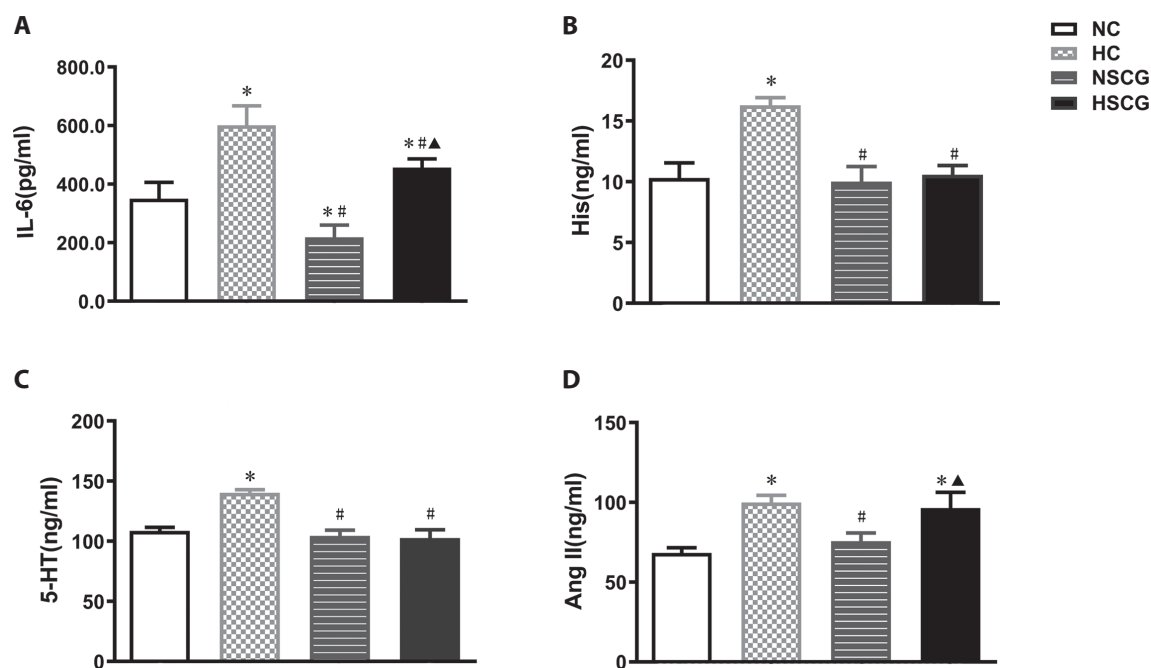 A
IL-6(pg/ml)
800.0
600.0
400.0
200.0
0.0
*
* #
* # ▲
B
His(ng/ml)
20
15
10
5
0
*
#
#
NC
HC
NSCG
HSCG
C
5-HT(ng/ml)
200
150
100
50
0
*
#
#
D
Ang II(ng/ml)
150
100
50
0
*
#
* ▲